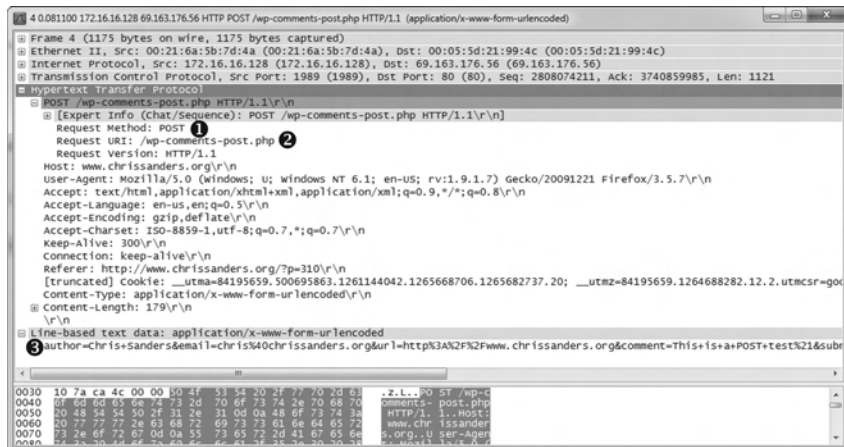 4 0.081100 172.16.16.128 69.163.176.56 HTTP POST /wp-comments-post.php HTTP/1.1 (application/x-www-form-urlencoded)
Frame 4 (1175 bytes on wire, 1175 bytes captured)
Ethernet II, Src: 00:21:6a:5b:7d:4a (00:21:6a:5b:7d:4a), Dst: 00:05:5d:21:99:4c (00:05:5d:21:99:4c)
Internet Protocol, Src: 172.16.16.128 (172.16.16.128), Dst: 69.163.176.56 (69.163.176.56)
Transmission Control Protocol, Src Port: 1989 (1989), Dst Port: 80 (80), Seq: 2808074211, Ack: 3740859985, Len: 1121
Hypertext Transfer Protocol
POST /wp-comments-post.php HTTP/1.1\r\n
[Expert Info (Chat/Sequence): POST /wp-comments-post.php HTTP/1.1\r\n]
Request Method: POST 1
Request URI: /wp-comments-post.php 2
Request Version: HTTP/1.1
Host: www.chrissanders.org\r\n
User-Agent: Mozilla/5.0 (Windows; U; Windows NT 6.1; en-US; rv:1.9.1.7) Gecko/20091221 Firefox/3.5.7\r\n
Accept: text/html,application/xhtml+xml,application/xml;q=0.9,*/*;q=0.8\r\n
Accept-Language: en-us,en;q=0.5\r\n
Accept-Encoding: gzip,deflate\r\n
Accept-Charset: ISO-8859-1,utf-8;q=0.7,*;q=0.7\r\n
Keep-Alive: 300\r\n
Connection: keep-alive\r\n
Referer: http://www.chrissanders.org/?p=310\r\n
[truncated] Cookie: __utma=84195659.500695863.1261144042.1265668706.1265682737.20; __utmz=84195659.1264688282.12.2.utmcsr=goo
Content-Type: application/x-www-form-urlencoded\r\n
Content-Length: 179\r\n
\r\n
Line-based text data: application/x-www-form-urlencoded
3 author=Chris+Sanders&email=chris%40chrissanders.org&url=http%3A%2F%2Fwww.chrissanders.org&comment=This+is+a+POST+test%21&subm
0030 10 7a ca 4c 00 00 50 4f 53 54 20 2f 77 70 2d 63 .z.L..PO ST /wp-c
0040 6f 6d 6d 65 6e 74 73 2d 70 6f 73 74 2e 70 68 70 omments- post.php
0050 20 48 54 54 50 2f 31 2e 31 0d 0a 48 6f 73 74 3a HTTP/1. 1..Host:
0060 20 77 77 77 2e 63 68 72 69 73 73 61 6e 64 65 72 www.chr issander
0070 73 2e 6f 72 67 0d 0a 55 73 65 72 2d 41 67 65 6e s.org..U ser-Agen
0080